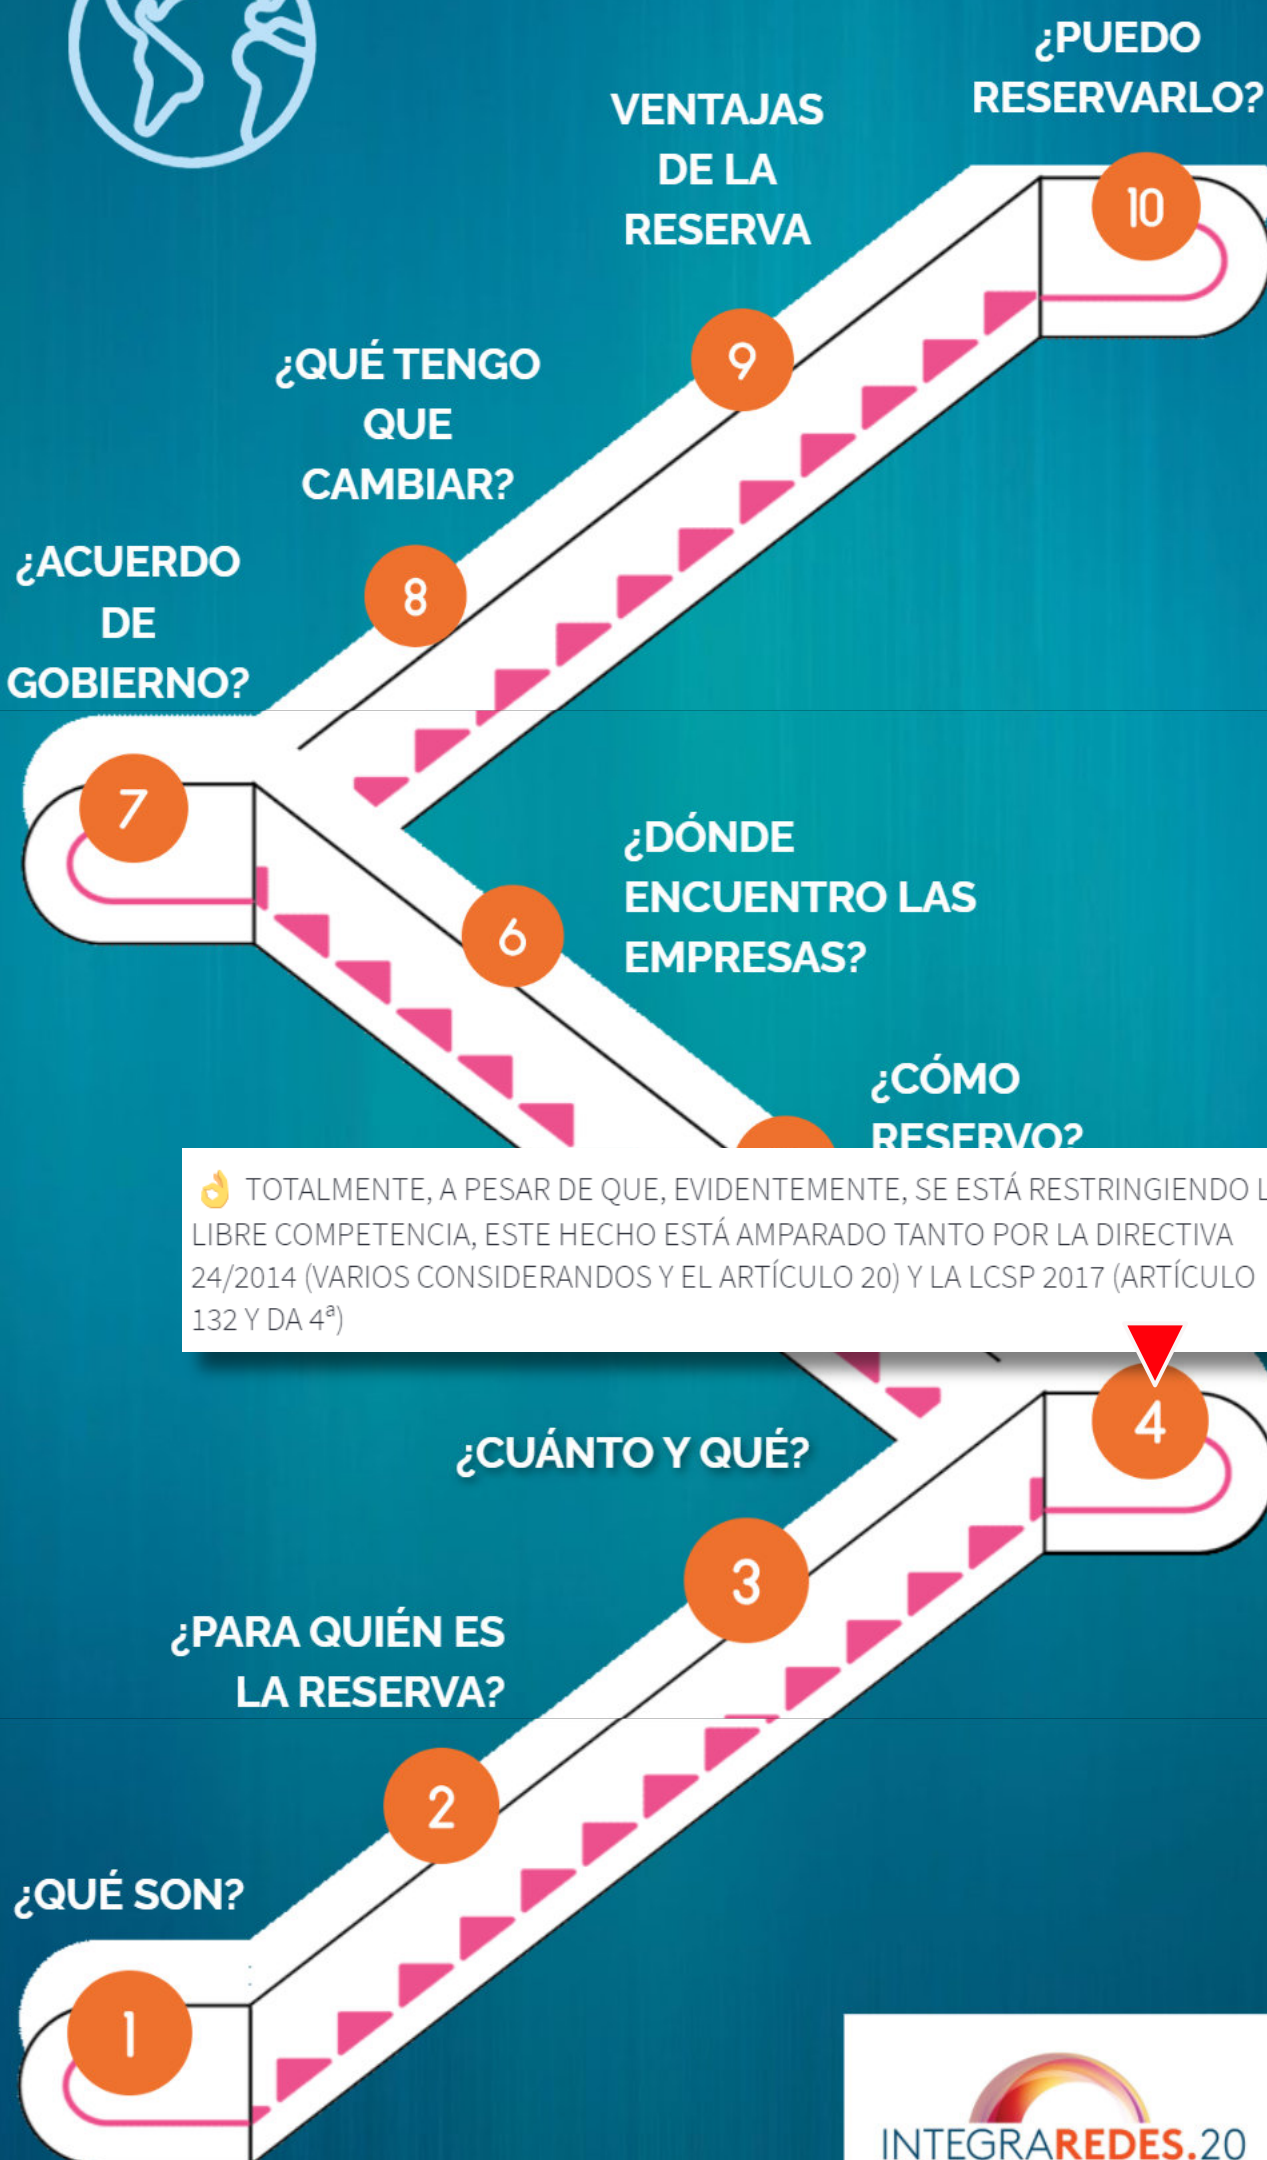 ¿PUEDO
RESERVARLO?
10
VENTAJAS
DE LA
RESERVA
9
¿QUÉ TENGO
QUE
CAMBIAR?
8
¿ACUERDO
DE
GOBIERNO?
7
¿DÓNDE
ENCUENTRO LAS
EMPRESAS?
6
¿CÓMO
RESERVO?
👌 TOTALMENTE, A PESAR DE QUE, EVIDENTEMENTE, SE ESTÁ RESTRINGIENDO
LIBRE COMPETENCIA, ESTE HECHO ESTÁ AMPARADO TANTO POR LA DIRECTIVA
24/2014 (VARIOS CONSIDERANDOS Y EL ARTÍCULO 20) Y LA LCSP 2017 (ARTÍCULO
132 Y DA 4ª)
4
¿CUÁNTO Y QUÉ?
3
¿PARA QUIÉN ES
LA RESERVA?
2
¿QUÉ SON?
1
INTEGRAREDES.20